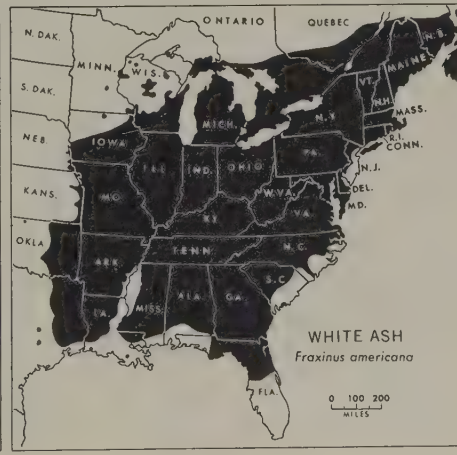 ONTARIO
QUEBEC
N. DAK.
MINN.
WIS.
N.B.
MAINE
VT.
N.H.
S. DAK.
MICH.
N.Y.
MASS.
R.I.
CONN.
NEB.
IOWA
PA.
N.J.
ILL.
IND.
OHIO
DEL.
MD.
KANS.
MO.
W.VA.
VA.
KY.
OKLA
TENN.
N.C.
ARK.
S.C.
MISS.
ALA.
GA.
LA.
WHITE ASH
Fraxinus americana
FLA.
0 100 200
MILES